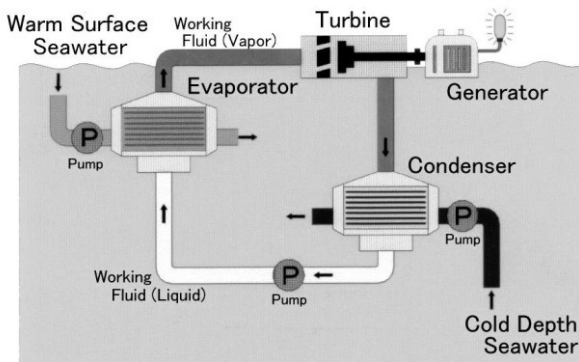 Warm Surface
Seawater
Working
Fluid (Vapor)
Turbine
Evaporator
Generator
P
Pump
Condenser
P
Pump
Working
Fluid (Liquid)
P
Pump
Cold Depth
Seawater